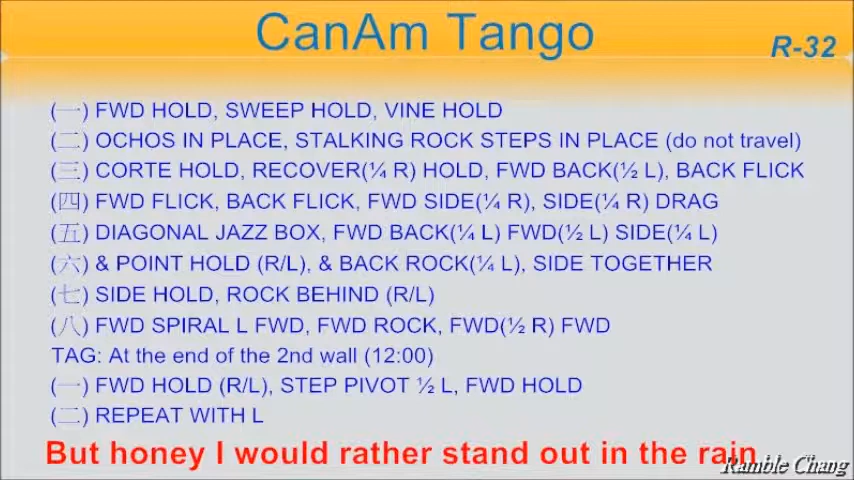 CanAm Tango
R-32
(一) FWD HOLD, SWEEP HOLD, VINE HOLD
(二) OCHOS IN PLACE, STALKING ROCK STEPS IN PLACE (do not travel)
(三) CORTE HOLD, RECOVER(¼ R) HOLD, FWD BACK(½ L), BACK FLICK
(四) FWD FLICK, BACK FLICK, FWD SIDE(¼ R), SIDE(¼ R) DRAG
(五) DIAGONAL JAZZ BOX, FWD BACK(¼ L) FWD(½ L) SIDE(¼ L)
(六) & POINT HOLD (R/L), & BACK ROCK(¼ L), SIDE TOGETHER
(七) SIDE HOLD, ROCK BEHIND (R/L)
(八) FWD SPIRAL L FWD, FWD ROCK, FWD(½ R) FWD
TAG: At the end of the 2nd wall (12:00)
(一) FWD HOLD (R/L), STEP PIVOT ½ L, FWD HOLD
(二) REPEAT WITH L
But honey I would rather stand out in the rain
Ramble Chang